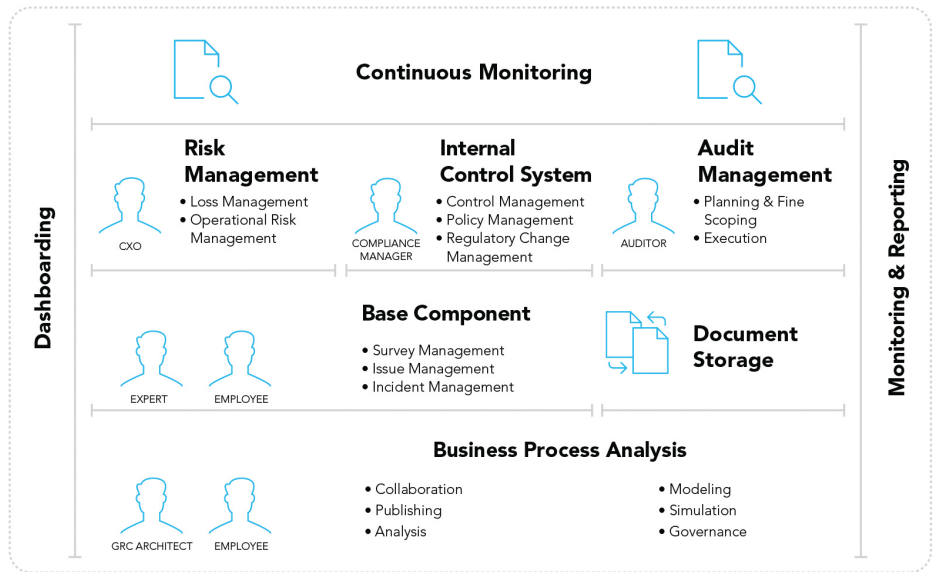 Continuous Monitoring
Dashboarding
Monitoring & Reporting
Risk
Management
• Loss Management
• Operational Risk
Management
CXO
Internal
Control System
• Control Management
• Policy Management
• Regulatory Change
Management
COMPLIANCE
MANAGER
Audit
Management
• Planning & Fine
Scoping
• Execution
AUDITOR
Base Component
• Survey Management
• Issue Management
• Incident Management
EXPERT
EMPLOYEE
Document
Storage
Business Process Analysis
• Collaboration
• Publishing
• Analysis
• Modeling
• Simulation
• Governance
GRC ARCHITECT
EMPLOYEE